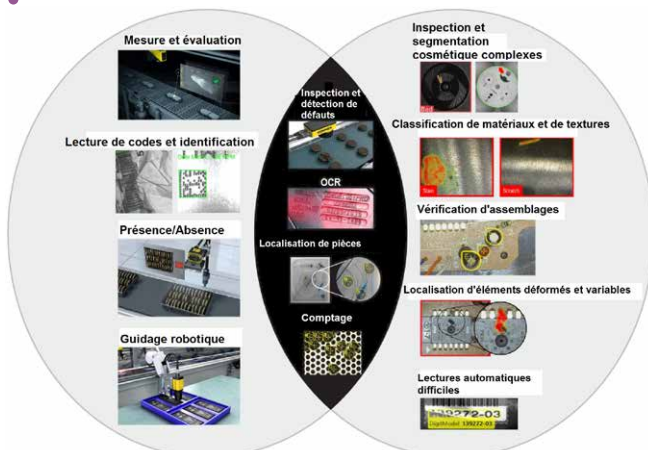 Mesure et évaluation
Lecture de codes et identification
Présence/Absence
Guidage robotique
Inspection et
détection de
défauts
OCR
Localisation de pièces
Comptage
Inspection et
segmentation
cosmétique complexes
Classification de matériaux et de textures
Stain
Scratch
Vérification d'assemblages
Localisation d'éléments déformés et variables
Lectures automatiques
difficiles
139272-03
139272-03